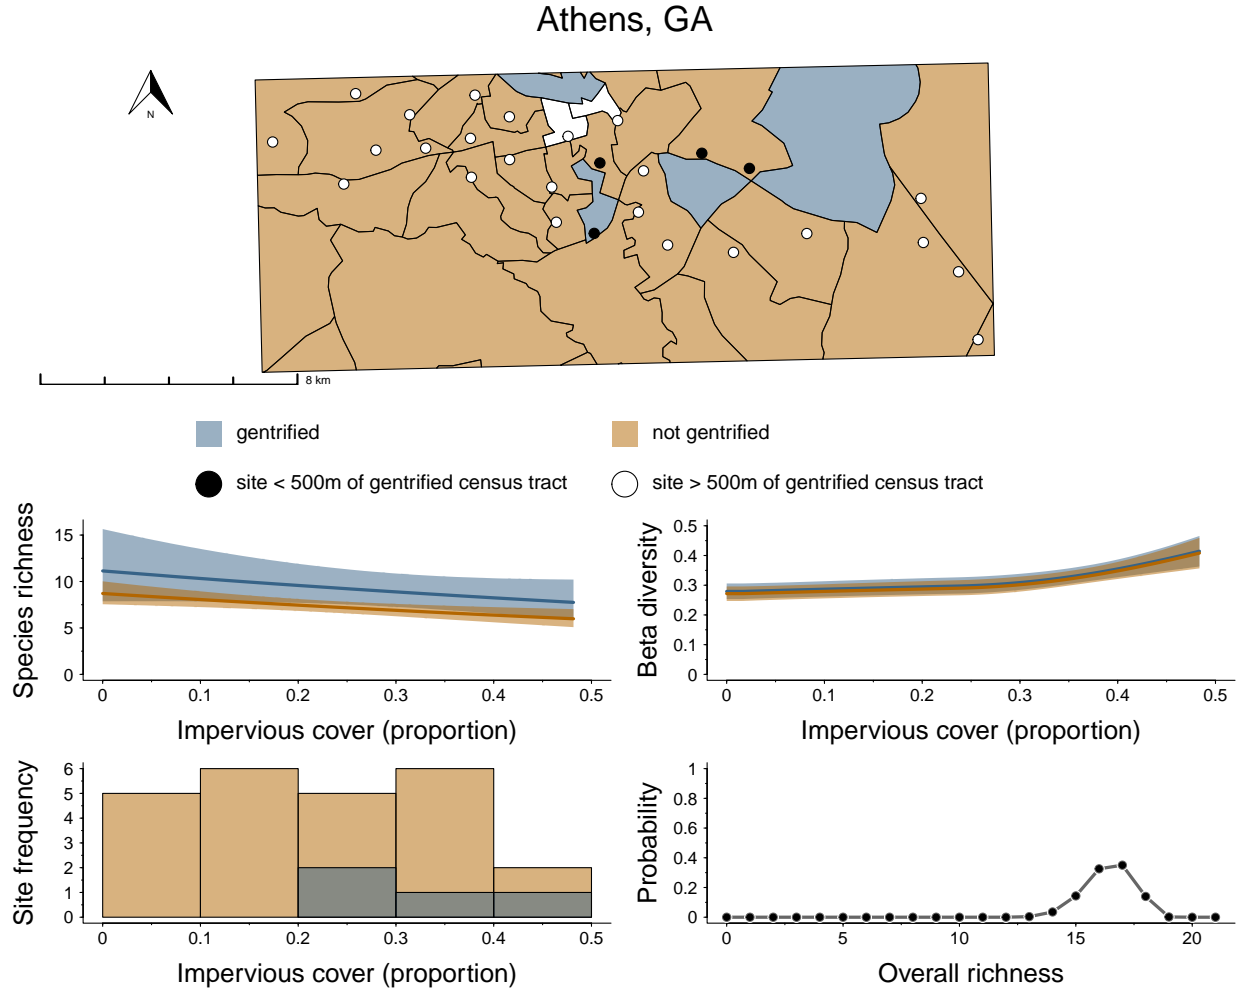 Athens, GA
N
8 km
gentrified
not gentrified
site < 500m of gentrified census tract
site > 500m of gentrified census tract
Species richness
15
10
5
0
0 0.1 0.2 0.3 0.4 0.5
Impervious cover (proportion)
Beta diversity
0.5
0.4
0.3
0.2
0.1
0
0 0.1 0.2 0.3 0.4 0.5
Impervious cover (proportion)
Site frequency
6
5
4
3
2
1
0
0 0.1 0.2 0.3 0.4 0.5
Impervious cover (proportion)
Probability
1
0.8
0.6
0.4
0.2
0
0 5 10 15 20
Overall richness